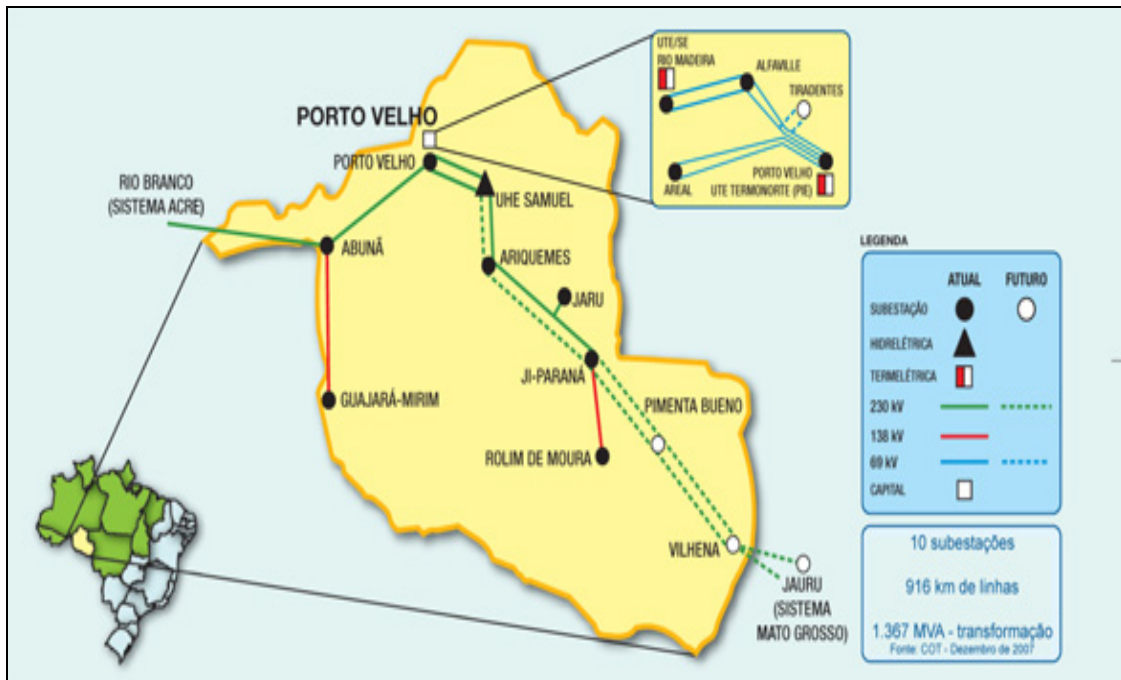 PORTO VELHO
PORTO VELHO
RIO BRANCO
(SISTEMA ACRE)
UHE SAMUEL
ABUNÃ
ARIQUEMES
JARU
JI-PARANÁ
GUAJARÁ-MIRIM
PIMENTA BUENO
ROLIM DE MOURA
VILHENA
JAURU
(SISTEMA
MATO GROSSO)
UTE/SE
RIO MADEIRA
ALFAVILLE
TIRADENTES
AREAL
PORTO VELHO
UTE TERMONORTE (PIE)
LEGENDA
ATUAL FUTURO
SUBESTAÇÃO
HIDRELÉTRICA
TERMELÉTRICA
230 kV
138 kV
69 kV
CAPITAL
10 subestações
916 km de linhas
1.367 MVA - transformação
Fonte: COT - Dezembro de 2007